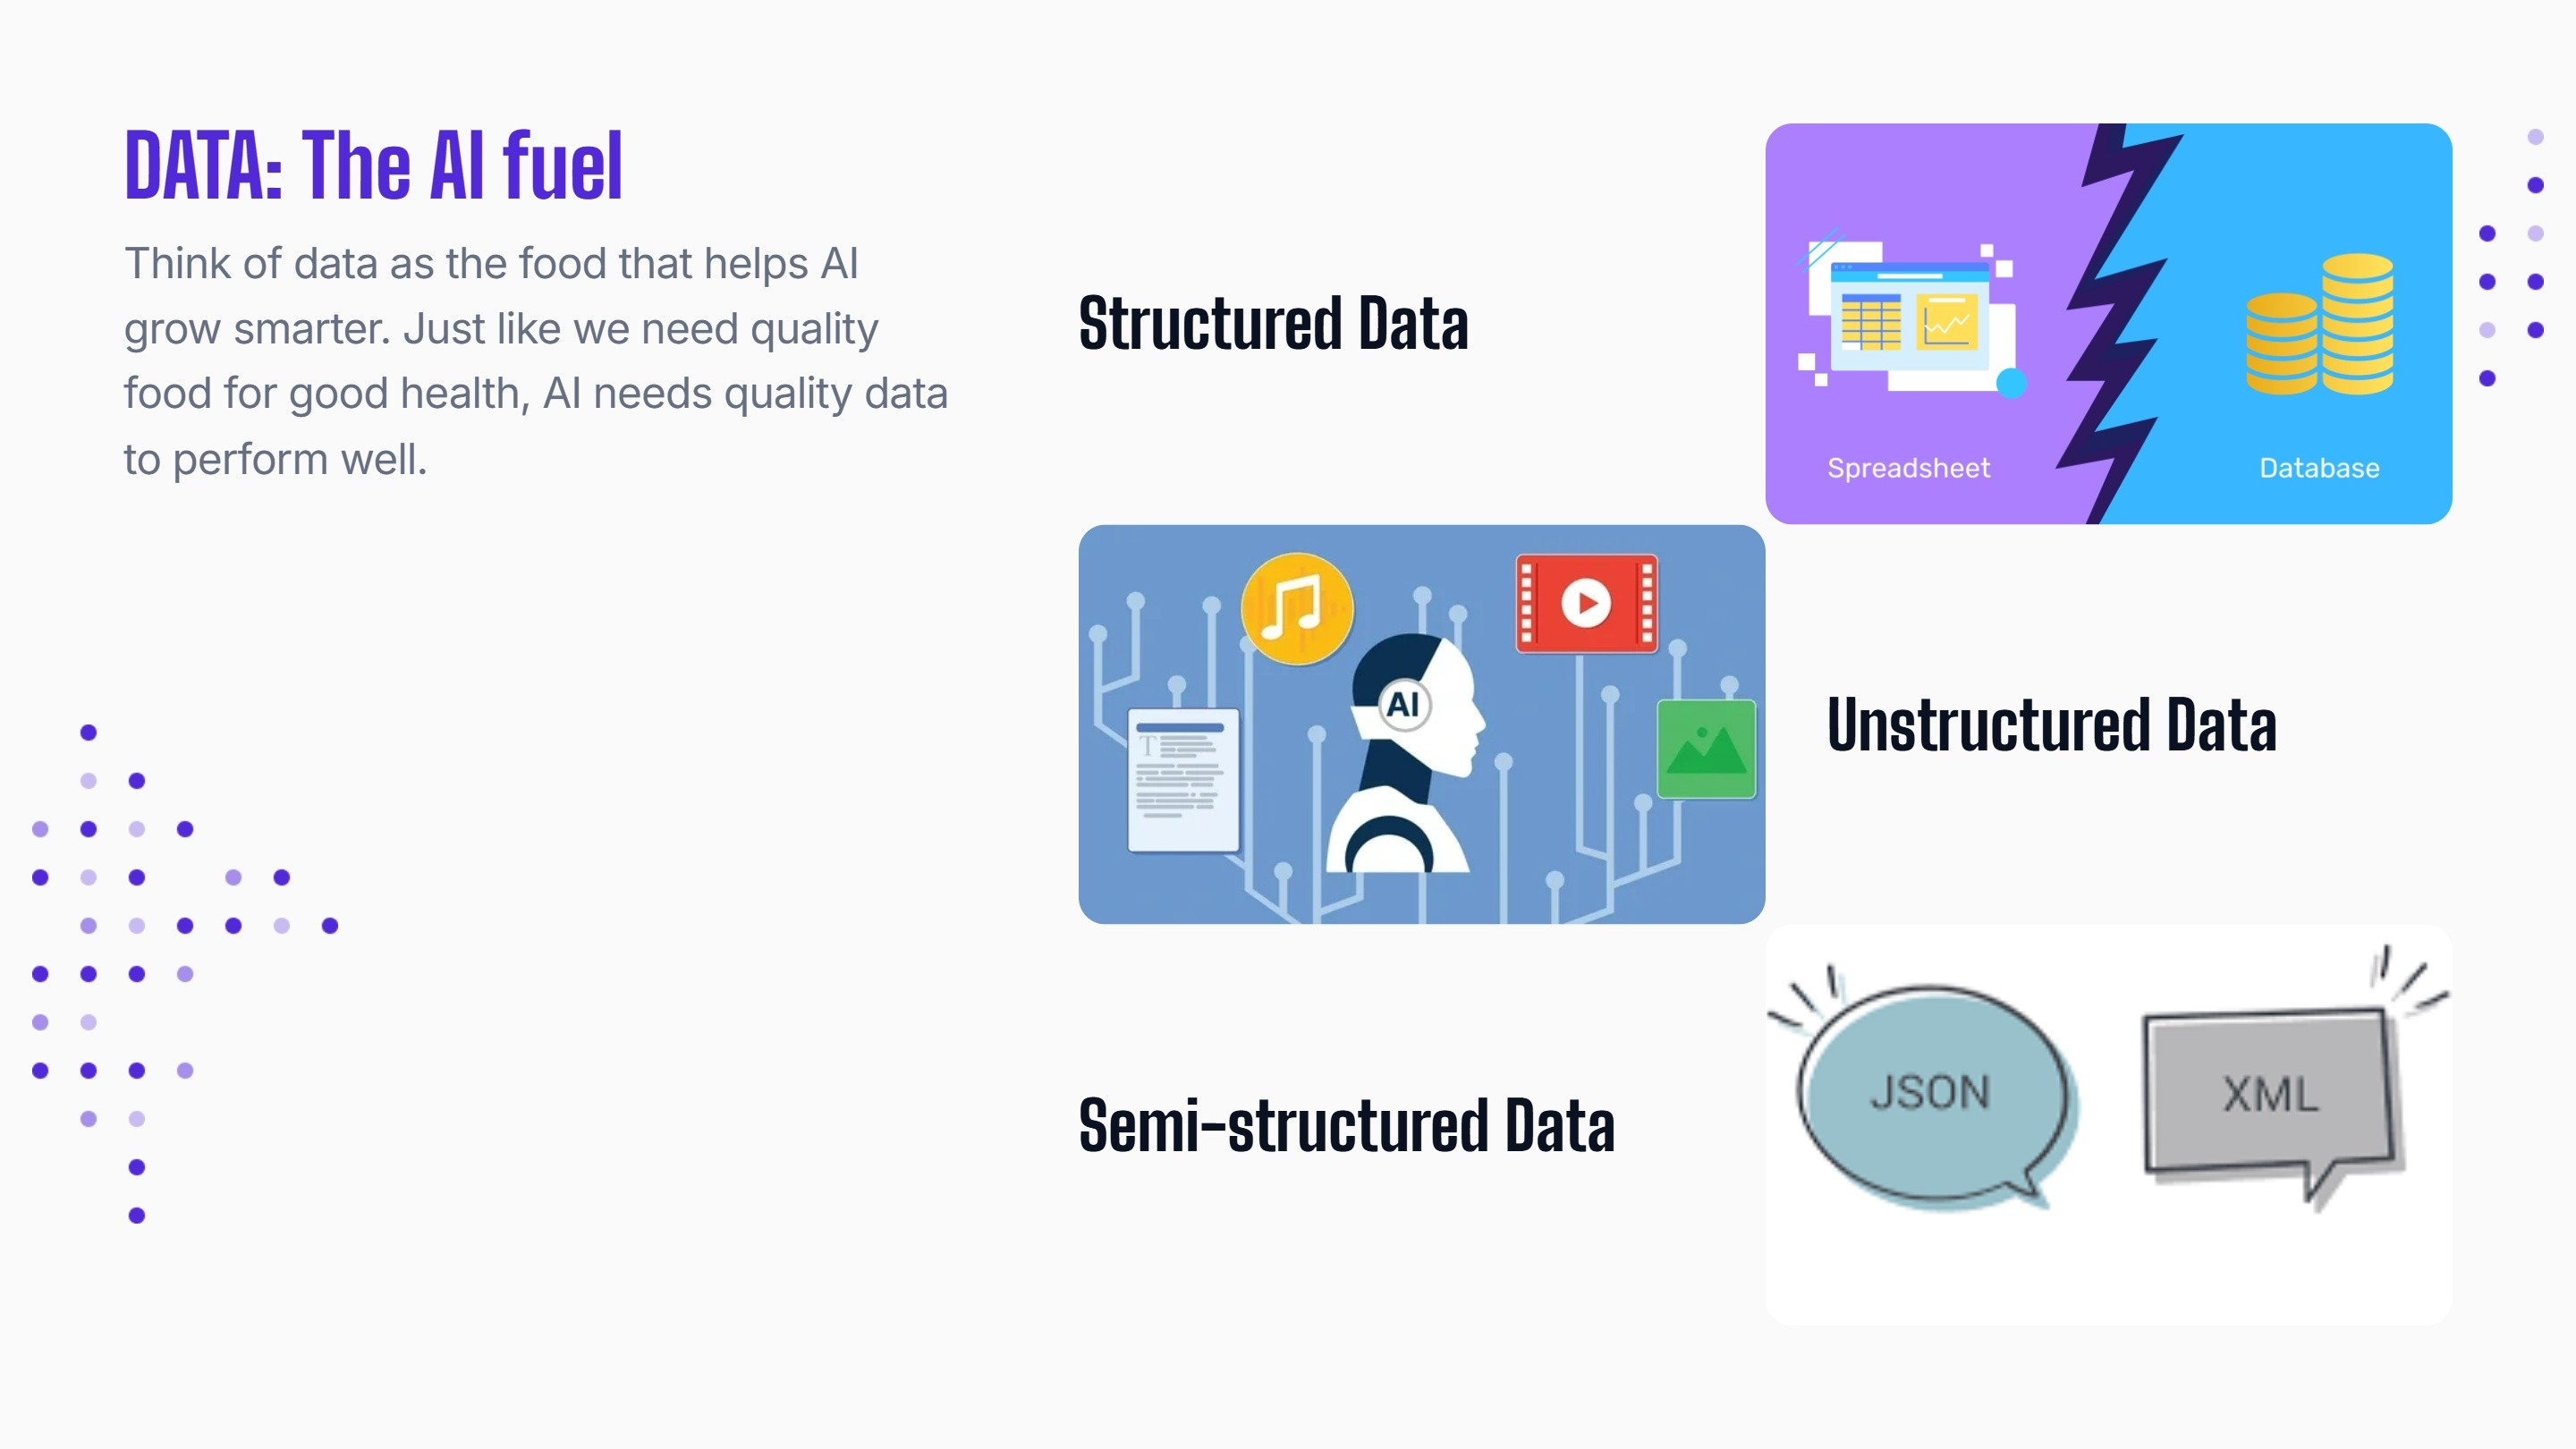 DATA: The AI fuel
Think of data as the food that helps AI
grow smarter. Just like we need quality
food for good health, AI needs quality data
to perform well.
Structured Data
Spreadsheet
Database
AI
T
Unstructured Data
Semi-structured Data
JSON
XML